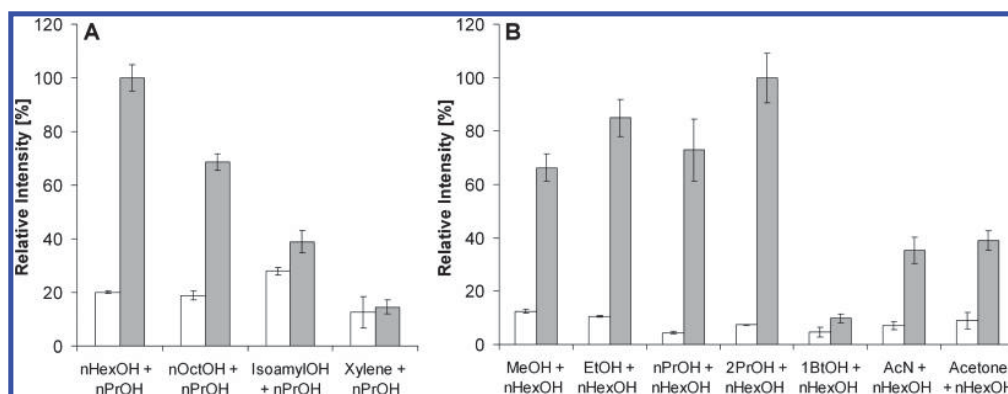 A
Relative Intensity [%]
120
100
80
60
40
20
0
nHexOH + nOctOH + IsoamylOH Xylene +
nPrOH nPrOH + nPrOH nPrOH
B
Relative Intensity [%]
120
100
80
60
40
20
0
MeOH + EtOH + nPrOH + 2PrOH + 1BtOH + AcN + Acetone
nHexOH nHexOH nHexOH nHexOH nHexOH nHexOH + nHexOH